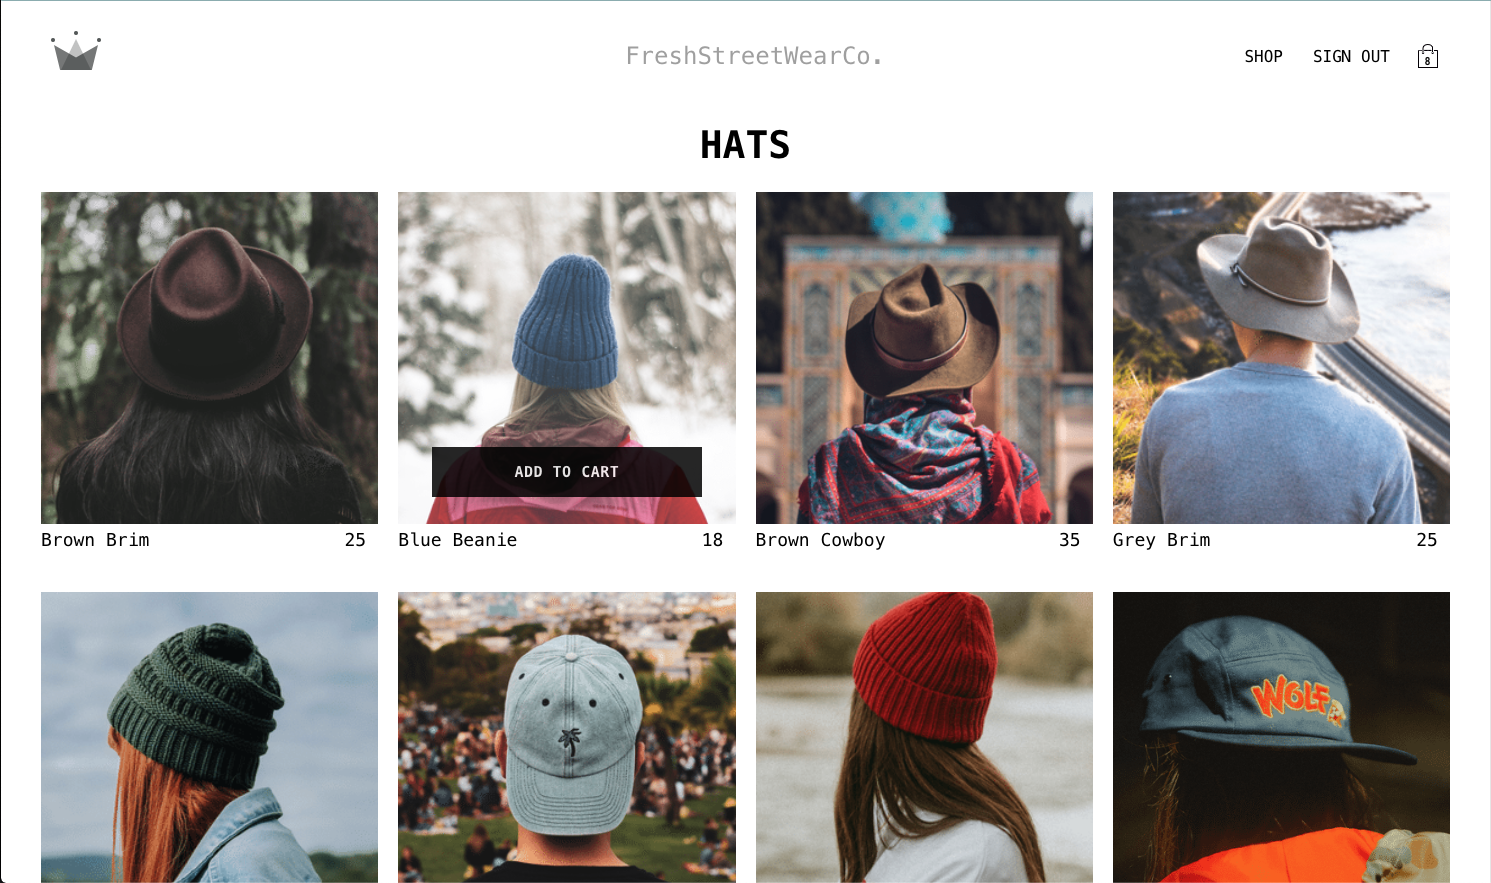 FreshStreetWearCo.
SHOP SIGN OUT
8
HATS
ADD TO CART
Brown Brim 25
Blue Beanie 18
Brown Cowboy 35
Grey Brim 25
WOLF